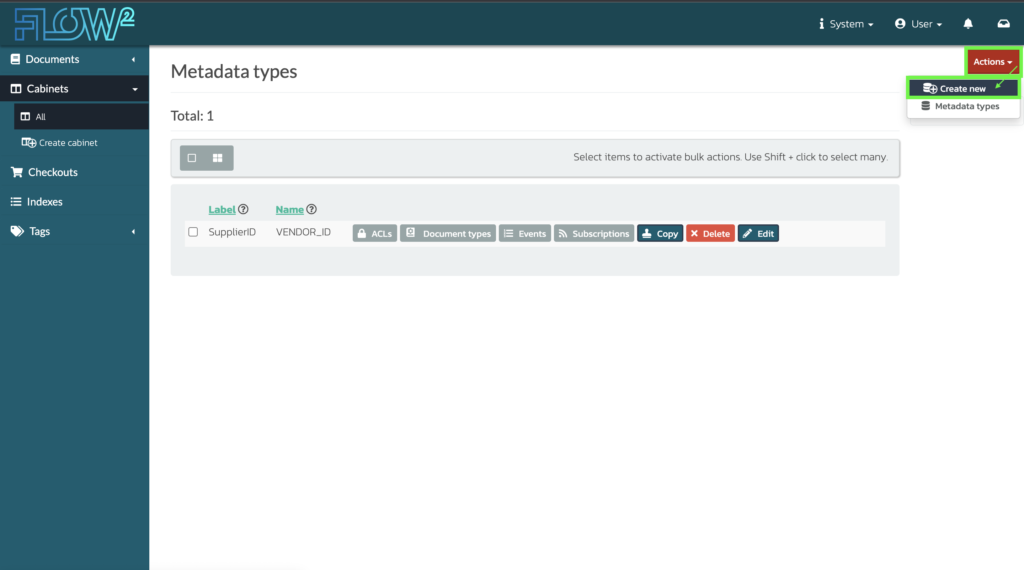 FLOW2
System
User
Documents
Cabinets
All
Create cabinet
Checkouts
Indexes
Tags
Metadata types
Actions
Create new
Metadata types
Total: 1
Select items to activate bulk actions. Use Shift + click to select many.
Label Name
SupplierID VENDOR_ID ACLs Document types Events Subscriptions Copy Delete Edit